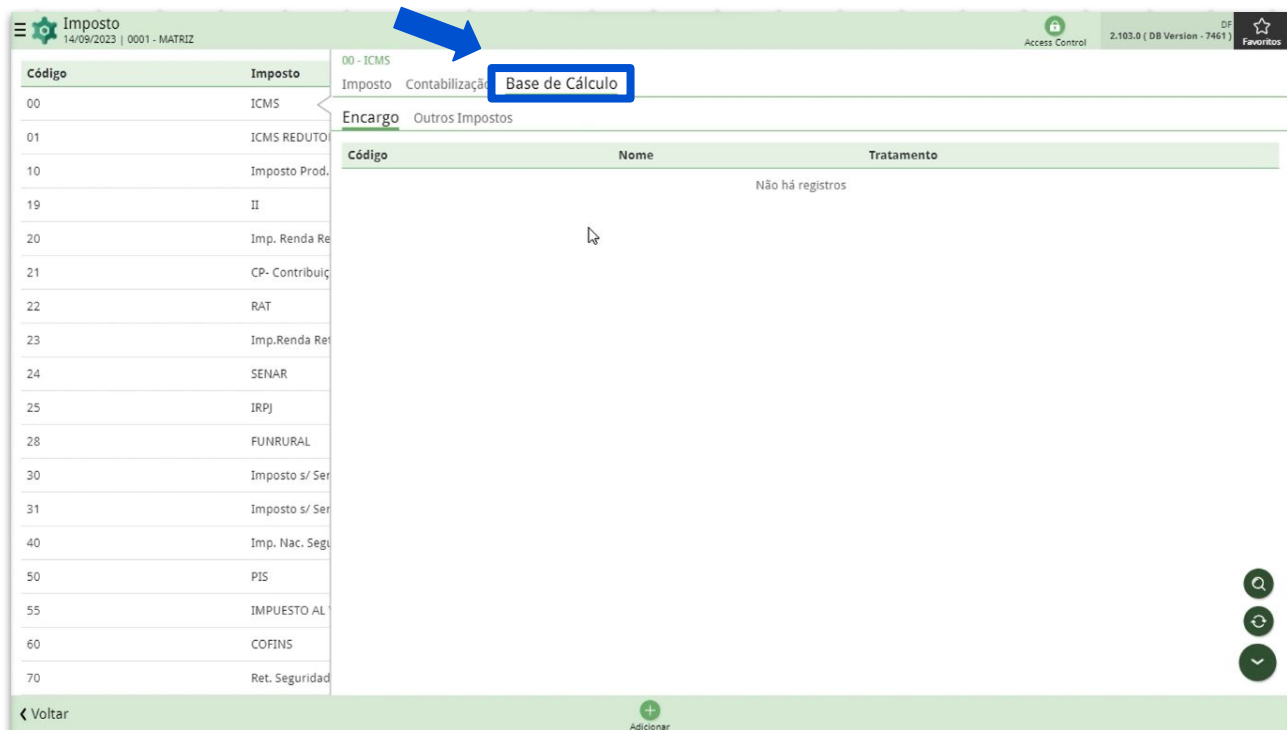 Imposto
14/09/2023 | 0001 - MATRIZ
Access Control
DF
2.103.0 ( DB Version - 7461 )
Favoritos
Código Imposto
00 ICMS
01 ICMS REDUTO
10 Imposto Prod.
19 II
20 Imp. Renda Re
21 CP- Contribuiç
22 RAT
23 Imp.Renda Ret
24 SENAR
25 IRPJ
28 FUNRURAL
30 Imposto s/ Ser
31 Imposto s/ Ser
40 Imp. Nac. Segu
50 PIS
55 IMPUESTO AL
60 COFINS
70 Ret. Seguridad
00 - ICMS
Imposto Contabilização Base de Cálculo
Encargo Outros Impostos
Código Nome Tratamento
Não há registros
Voltar
Adicionar